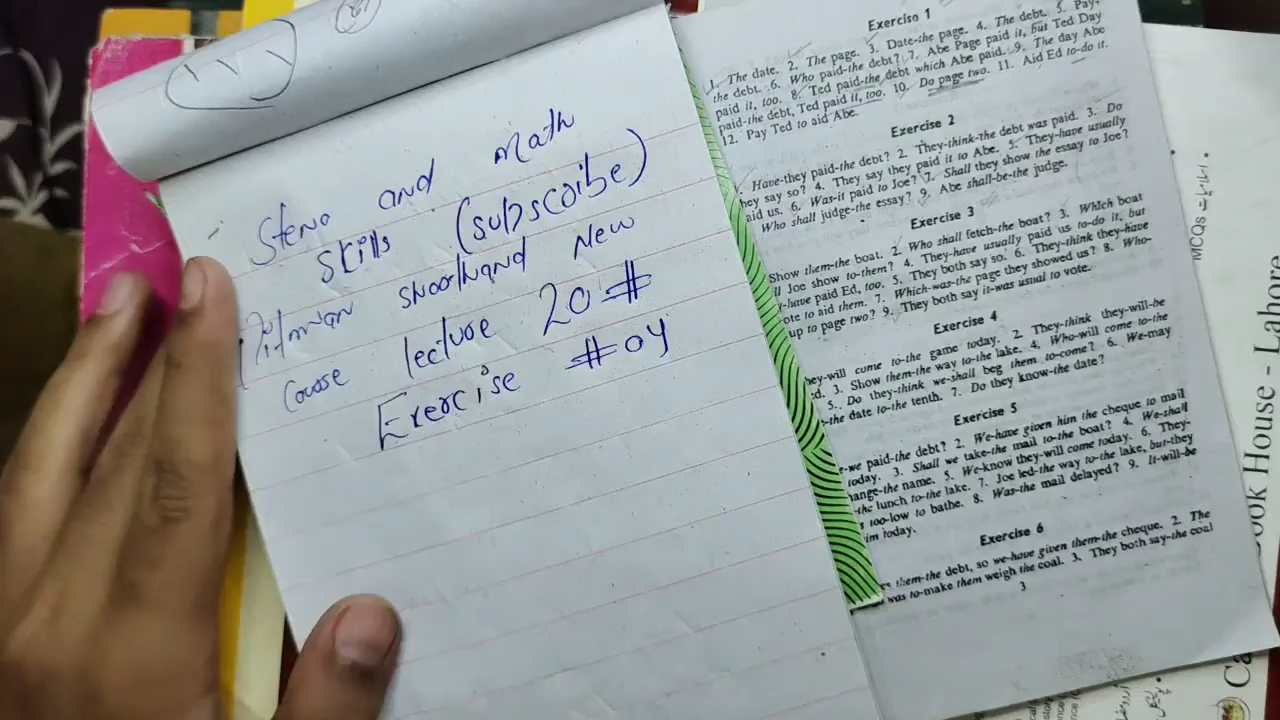 Steno and Math
Skills (subscribe)
Pitman shorthand New
Course lecture 20 #
Exercise # 04
Exercise 1
1. The date. 2. The page. 3. Date-the page. 4. The debt. 5. Pay-
the debt. 6. Who paid-the debt? 7. Abe Page paid it, but Ted Day
paid it, too. 8. Ted paid-the debt which Abe paid. 9. The day Abe
paid-the debt, Ted paid it, too. 10. Do page two. 11. Aid Ed to-do it.
12. Pay Ted to aid Abe.
Exercise 2
Have-they paid-the debt? 2. They-think-the debt was paid. 3. Do
they say so? 4. They say they paid it to Abe. 5. They-have usually
paid us. 6. Was-it paid to Joe? 7. Shall they show the essay to Joe?
Who shall judge-the essay? 9. Abe shall-be-the judge.
Exercise 3
Show them-the boat. 2. Who shall fetch-the boat? 3. Which boat
Joe show to-them? 4. They-have usually paid us to-do it, but
-have paid Ed, too. 5. They both say so. 6. They-think they-have
to aid them. 7. Which-was-the page they showed us? 8. Who-
up to page two? 9. They both say it-was usual to vote.
Exercise 4
they-will come to-the game today. 2. They-think they-will-be
3. Show them-the way to-the lake. 4. Who-will come to-the
5. Do they-think we-shall beg them to-come? 6. We-may
-the date to-the tenth. 7. Do they-know-the date?
Exercise 5
-we paid-the debt? 2. We-have given him the cheque to mail
today. 3. Shall we take-the mail to-the boat? 4. We-shall
change-the name. 5. We-know they-will come today. 6. They-
-the lunch to-the lake. 7. Joe led-the way to-the lake, but-they
too-low to bathe. 8. Was-the mail delayed? 9. It-will-be
him today.
Exercise 6
them-the debt, so we-have given them-the cheque. 2. The
was to-make them weigh the coal. 3. They both say-the coal
3
MCQs
Book House - Lahore